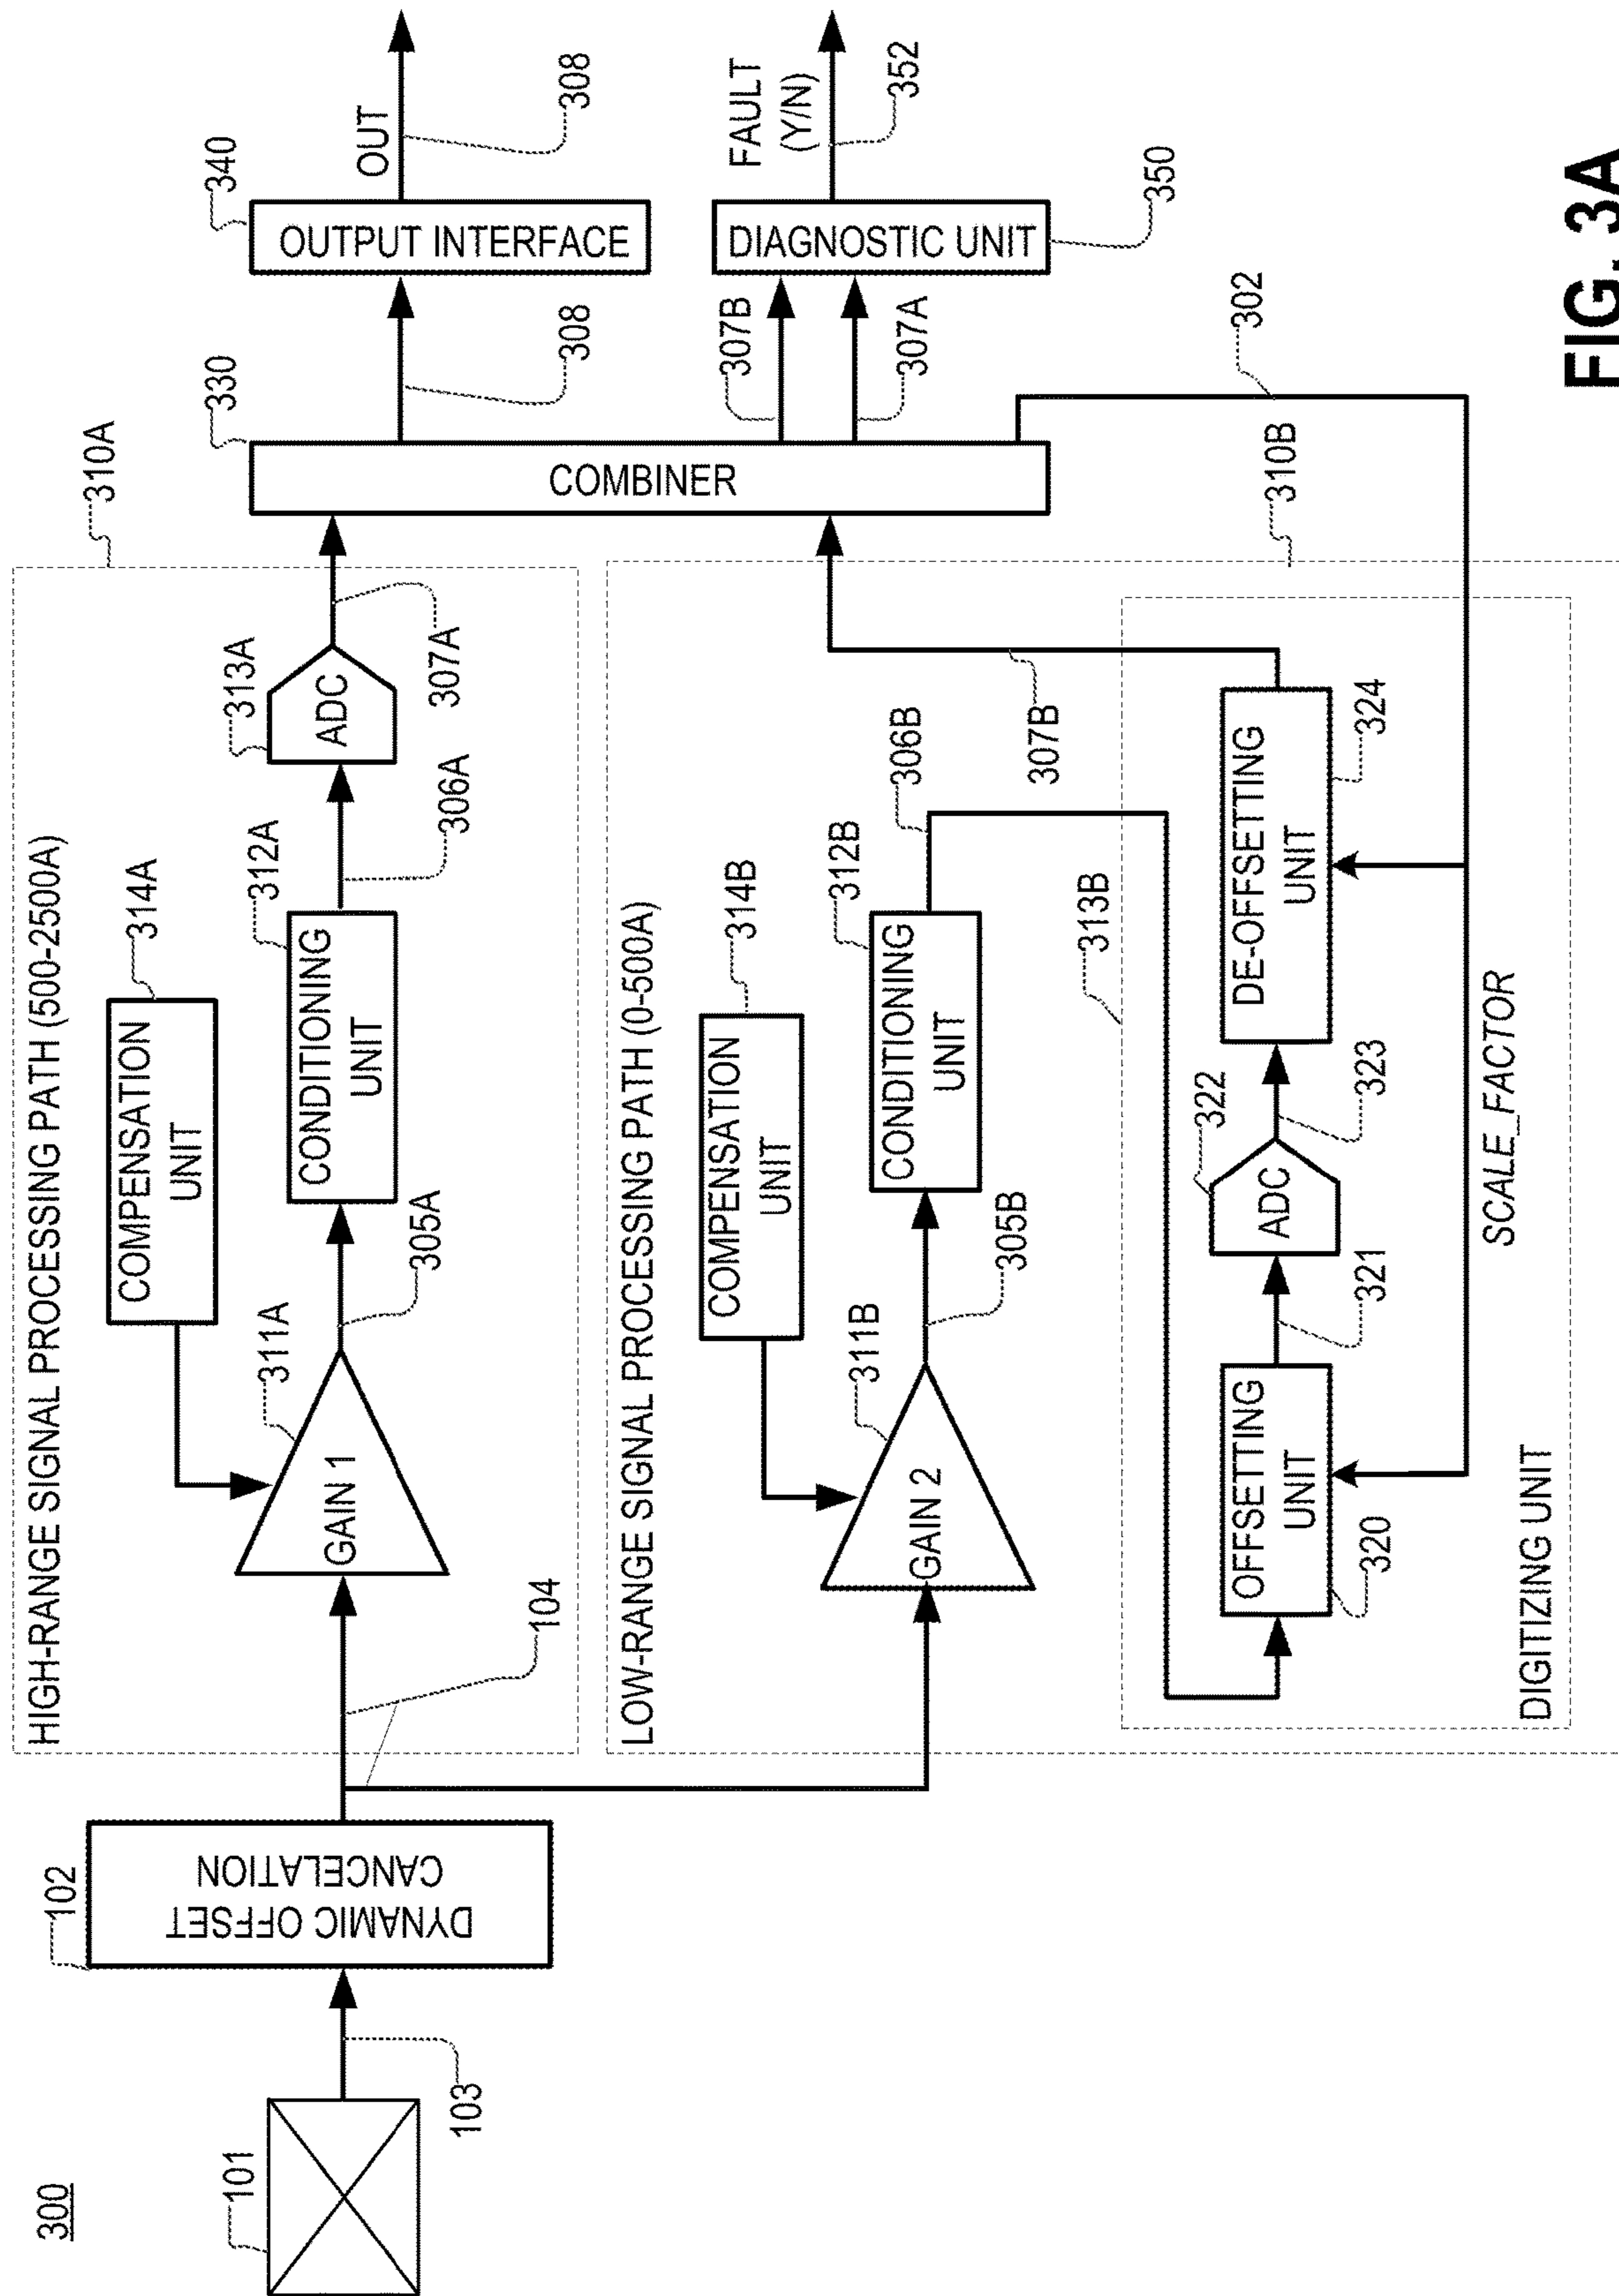 300
101
103
102
DYNAMIC OFFSET
CANCELATION
104
HIGH-RANGE SIGNAL PROCESSING PATH (500-2500A)
310A
COMPENSATION
UNIT
314A
311A
GAIN 1
305A
CONDITIONING
UNIT
312A
306A
313A
ADC
307A
LOW-RANGE SIGNAL PROCESSING PATH (0-500A)
310B
COMPENSATION
UNIT
314B
311B
GAIN 2
305B
CONDITIONING
UNIT
312B
306B
313B
307B
DIGITIZING UNIT
OFFSETTING
UNIT
320
321
322
ADC
323
DE-OFFSETTING
UNIT
324
SCALE_FACTOR
302
COMBINER
330
308
307B
307A
OUTPUT INTERFACE
340
OUT
308
DIAGNOSTIC UNIT
350
FAULT
(Y/N)
352
FIG. 3A